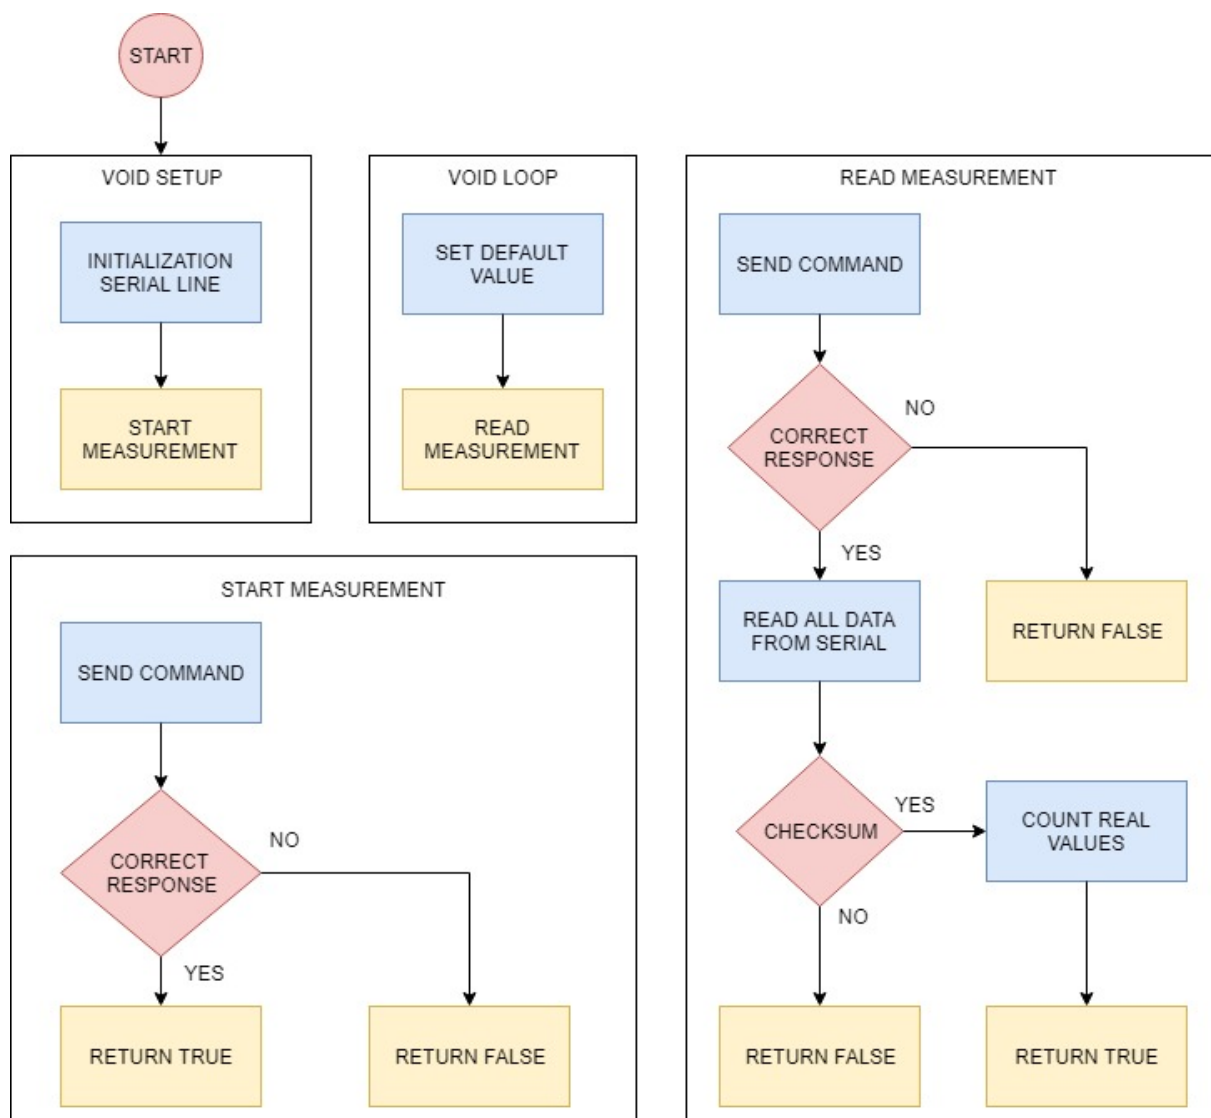 START
VOID SETUP
INITIALIZATION
SERIAL LINE
START
MEASUREMENT
VOID LOOP
SET DEFAULT
VALUE
READ
MEASUREMENT
START MEASUREMENT
SEND COMMAND
CORRECT
RESPONSE
NO
YES
RETURN TRUE
RETURN FALSE
READ MEASUREMENT
SEND COMMAND
CORRECT
RESPONSE
NO
YES
READ ALL DATA
FROM SERIAL
RETURN FALSE
CHECKSUM
YES
COUNT REAL
VALUES
NO
RETURN FALSE
RETURN TRUE